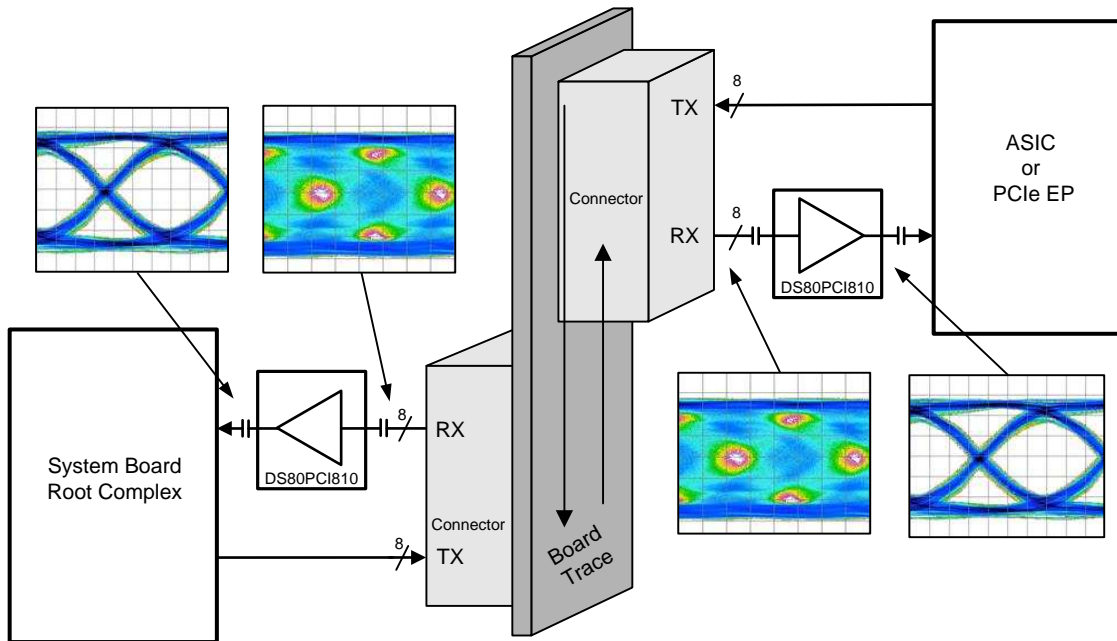 8
TX
ASIC
or
PCIe EP
Connector
8
RX
DS80PCI810
8
RX
DS80PCI810
System Board
Root Complex
Connector
8
TX
Board
Trace